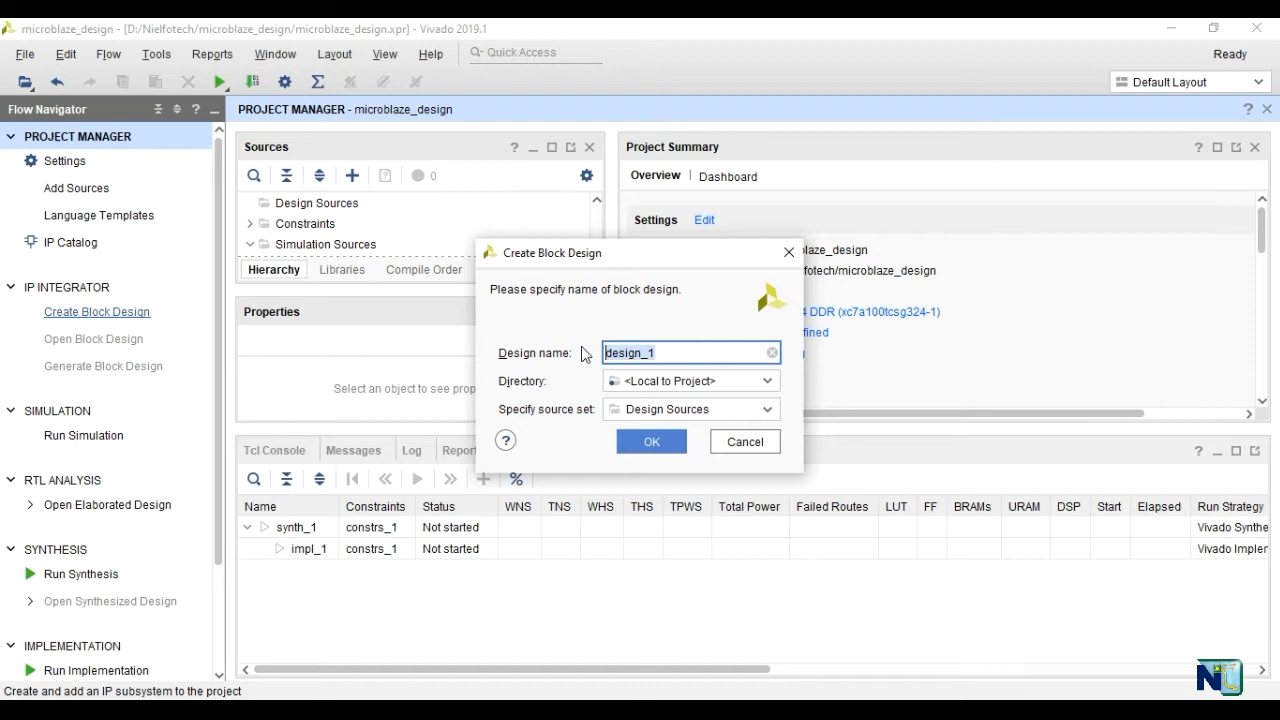 microblaze_design - [D:/Nielfotech/microblaze_design/microblaze_design.xpr] - Vivado 2019.1
File Edit Flow Tools Reports Window Layout View Help Quick Access Ready
Σ Default Layout
Flow Navigator ? PROJECT MANAGER - microblaze_design ?
PROJECT MANAGER
Settings
Add Sources
Language Templates
IP Catalog
IP INTEGRATOR
Create Block Design
Open Block Design
Generate Block Design
SIMULATION
Run Simulation
RTL ANALYSIS
Open Elaborated Design
SYNTHESIS
Run Synthesis
Open Synthesized Design
IMPLEMENTATION
Run Implementation
Sources ?
0
Design Sources
Constraints
Simulation Sources
Hierarchy Libraries Compile Order
Properties
Select an object to see prop
Project Summary ?
Overview | Dashboard
Settings Edit
laze_design
fotech/microblaze_design
4 DDR (xc7a100tcsg324-1)
fined
Create Block Design
Please specify name of block design.
Design name: design_1
Directory: <Local to Project>
Specify source set: Design Sources
? OK Cancel
Tcl Console Messages Log Report ?
%
Name Constraints Status WNS TNS WHS THS TPWS Total Power Failed Routes LUT FF BRAMs URAM DSP Start Elapsed Run Strategy
synth_1 constrs_1 Not started Vivado Synthe
impl_1 constrs_1 Not started Vivado Implem
Create and add an IP subsystem to the project